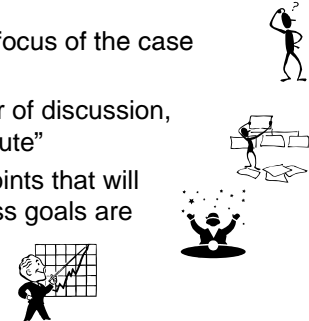 focus of the case
?
r of discussion,
ute”
oints that will
ss goals are